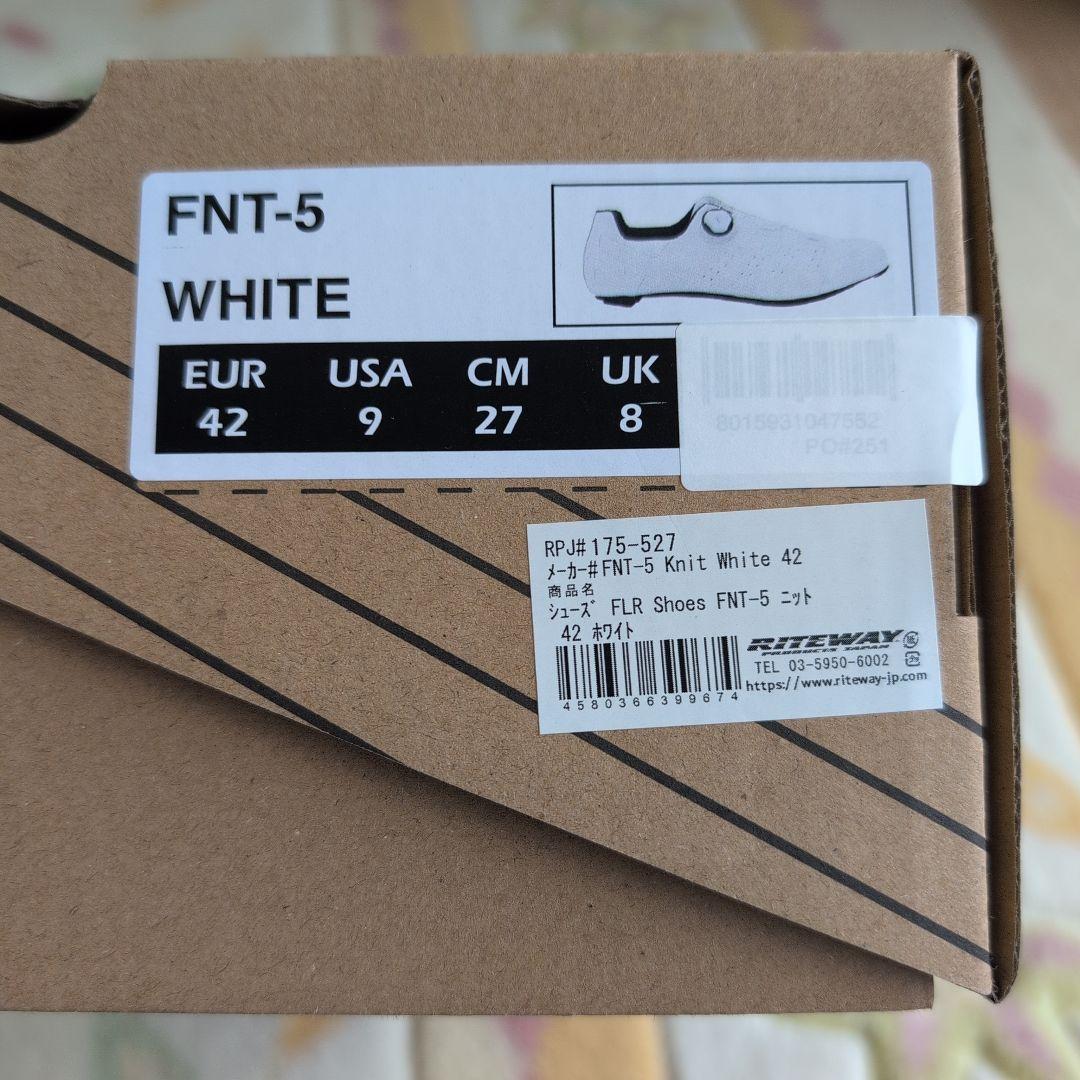 FNT-5
WHITE
EUR USA CM UK
42 9 27 8
8015931047552
PO#251
RPJ#175-527
ﾒｰｶｰ#FNT-5 Knit White 42
商品名
ｼｭｰｽﾞ FLR Shoes FNT-5 ニット
42 ﾎﾜｲﾄ
4580366399674
RITEWAY
PRODUCTS JAPAN
TEL 03-5950-6002
https://www.riteway-jp.com